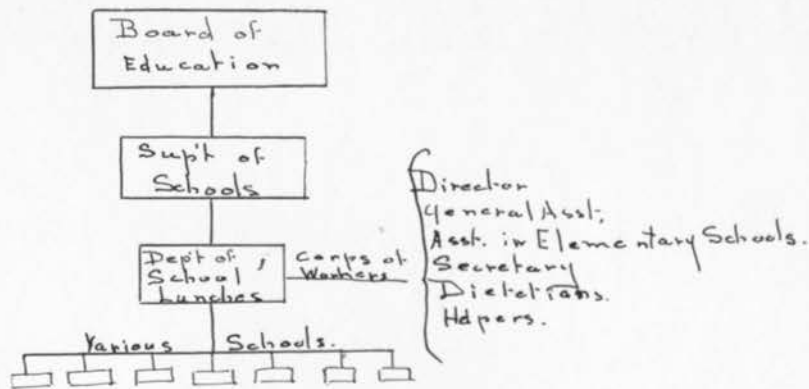 Board of
Education
Sup't of
Schools
Dep't of
School
Lunches
Corps of
Workers
Director
General Asst.
Asst. in Elementary Schools.
Secretary
Dietetians.
Helpers.
Various Schools.